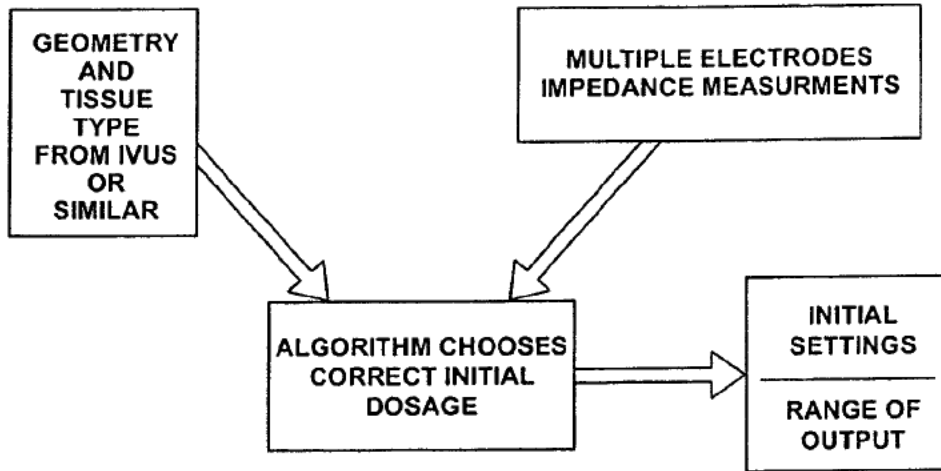 GEOMETRY
AND
TISSUE
TYPE
FROM IVUS
OR
SIMILAR
MULTIPLE ELECTRODES
IMPEDANCE MEASURMENTS
ALGORITHM CHOOSES
CORRECT INITIAL
DOSAGE
INITIAL
SETTINGS
RANGE OF
OUTPUT